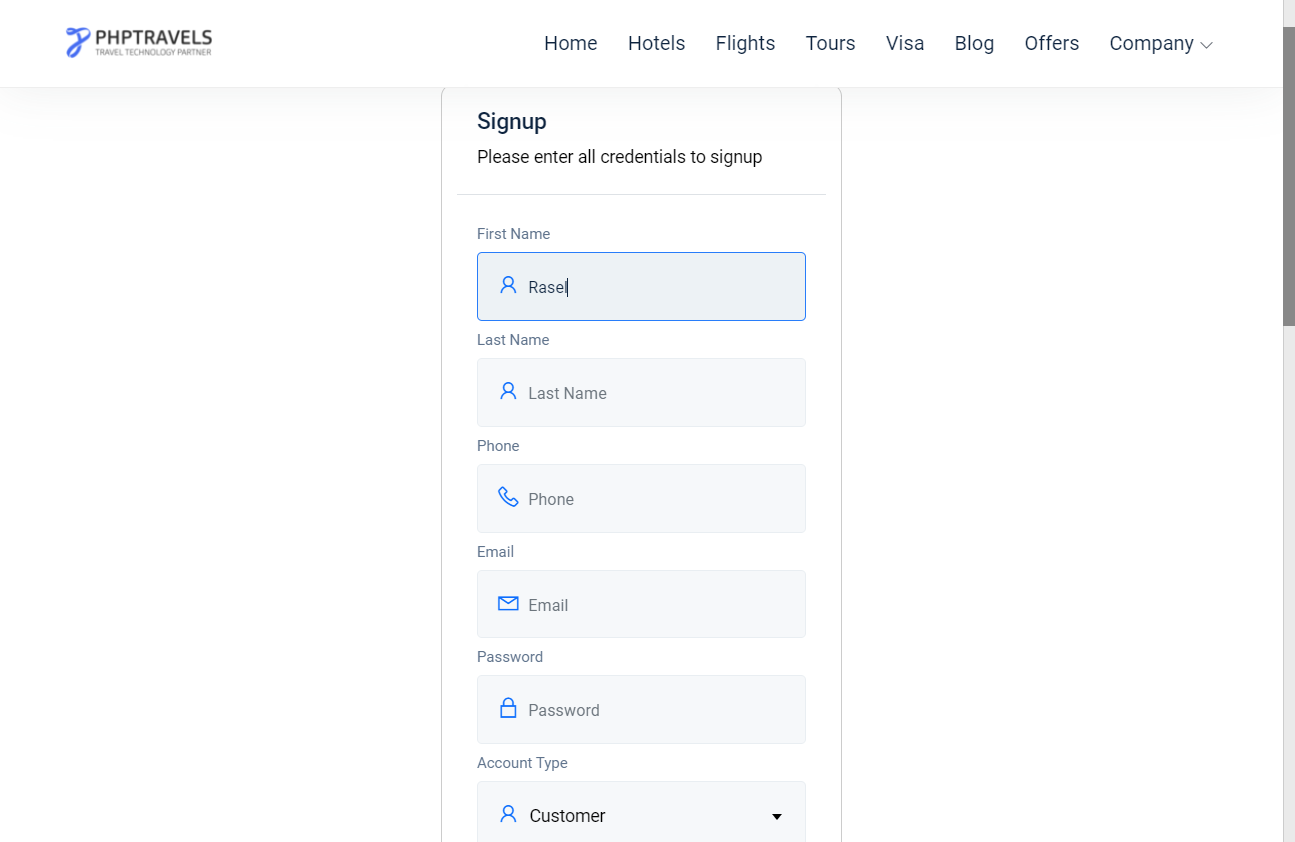 PHPTRAVELS
TRAVEL TECHNOLOGY PARTNER
Home Hotels Flights Tours Visa Blog Offers Company
Signup
Please enter all credentials to signup
First Name
Rasel
Last Name
Last Name
Phone
Phone
Email
Email
Password
Password
Account Type
Customer